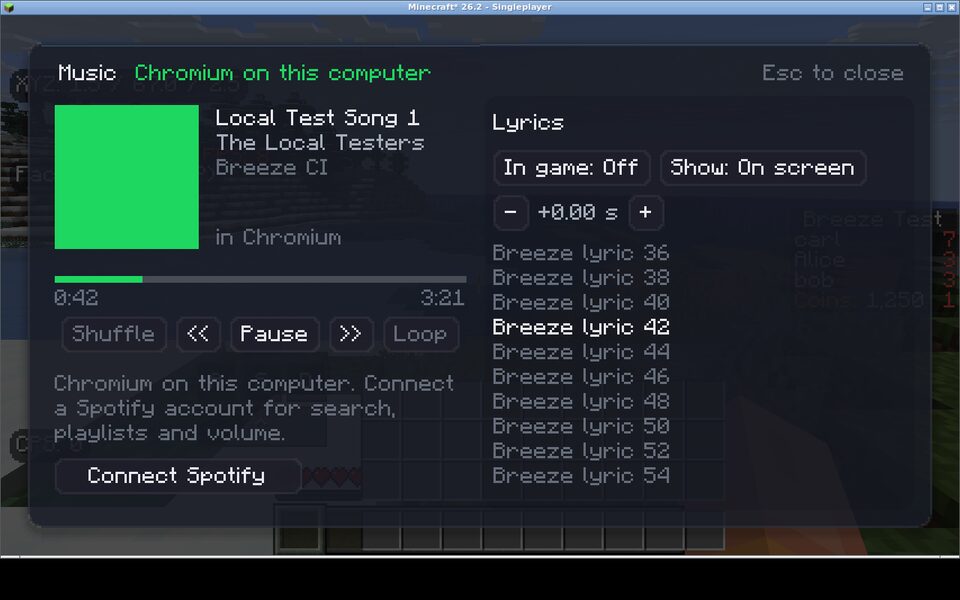 Minecraft* 26.2 - Singleplayer
Music Chromium on this computer
Esc to close
Local Test Song 1
The Local Testers
Breeze CI
in Chromium
0:42 3:21
Shuffle << Pause >> Loop
Chromium on this computer. Connect
a Spotify account for search,
playlists and volume.
Connect Spotify
Lyrics
In game: Off Show: On screen
- +0.00 s +
Breeze lyric 36
Breeze lyric 38
Breeze lyric 40
Breeze lyric 42
Breeze lyric 44
Breeze lyric 46
Breeze lyric 48
Breeze lyric 50
Breeze lyric 52
Breeze lyric 54
Breeze Test
carl 7
Alice 3
bob 3
Coins 1,250 1